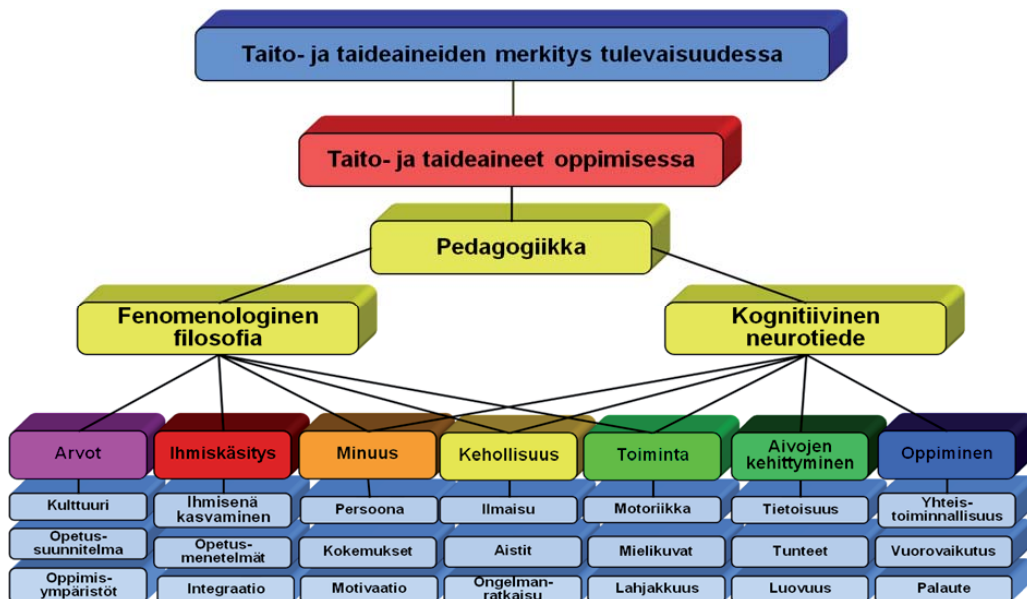 Taito- ja taideaineiden merkitys tulevaisuudessa
Taito- ja taideaineet oppimisessa
Pedagogiikka
Fenomenologinen
filosofia
Kognitiivinen
neurotiede
Arvot
Ihmiskäsitys
Minuus
Kehollisuus
Toiminta
Aivojen
kehittyminen
Oppiminen
Kulttuuri
Ihmisenä
kasvaminen
Persoona
Ilmaisu
Motoriikka
Tietoisuus
Yhteis-
toiminnallisuus
Opetus-
suunnitelma
Opetus-
menetelmät
Kokemukset
Aistit
Mielikuvat
Tunteet
Vuorovaikutus
Oppimis-
ympäristöt
Integraatio
Motivaatio
Ongelman-
ratkaisu
Lahjakkuus
Luovuus
Palaute